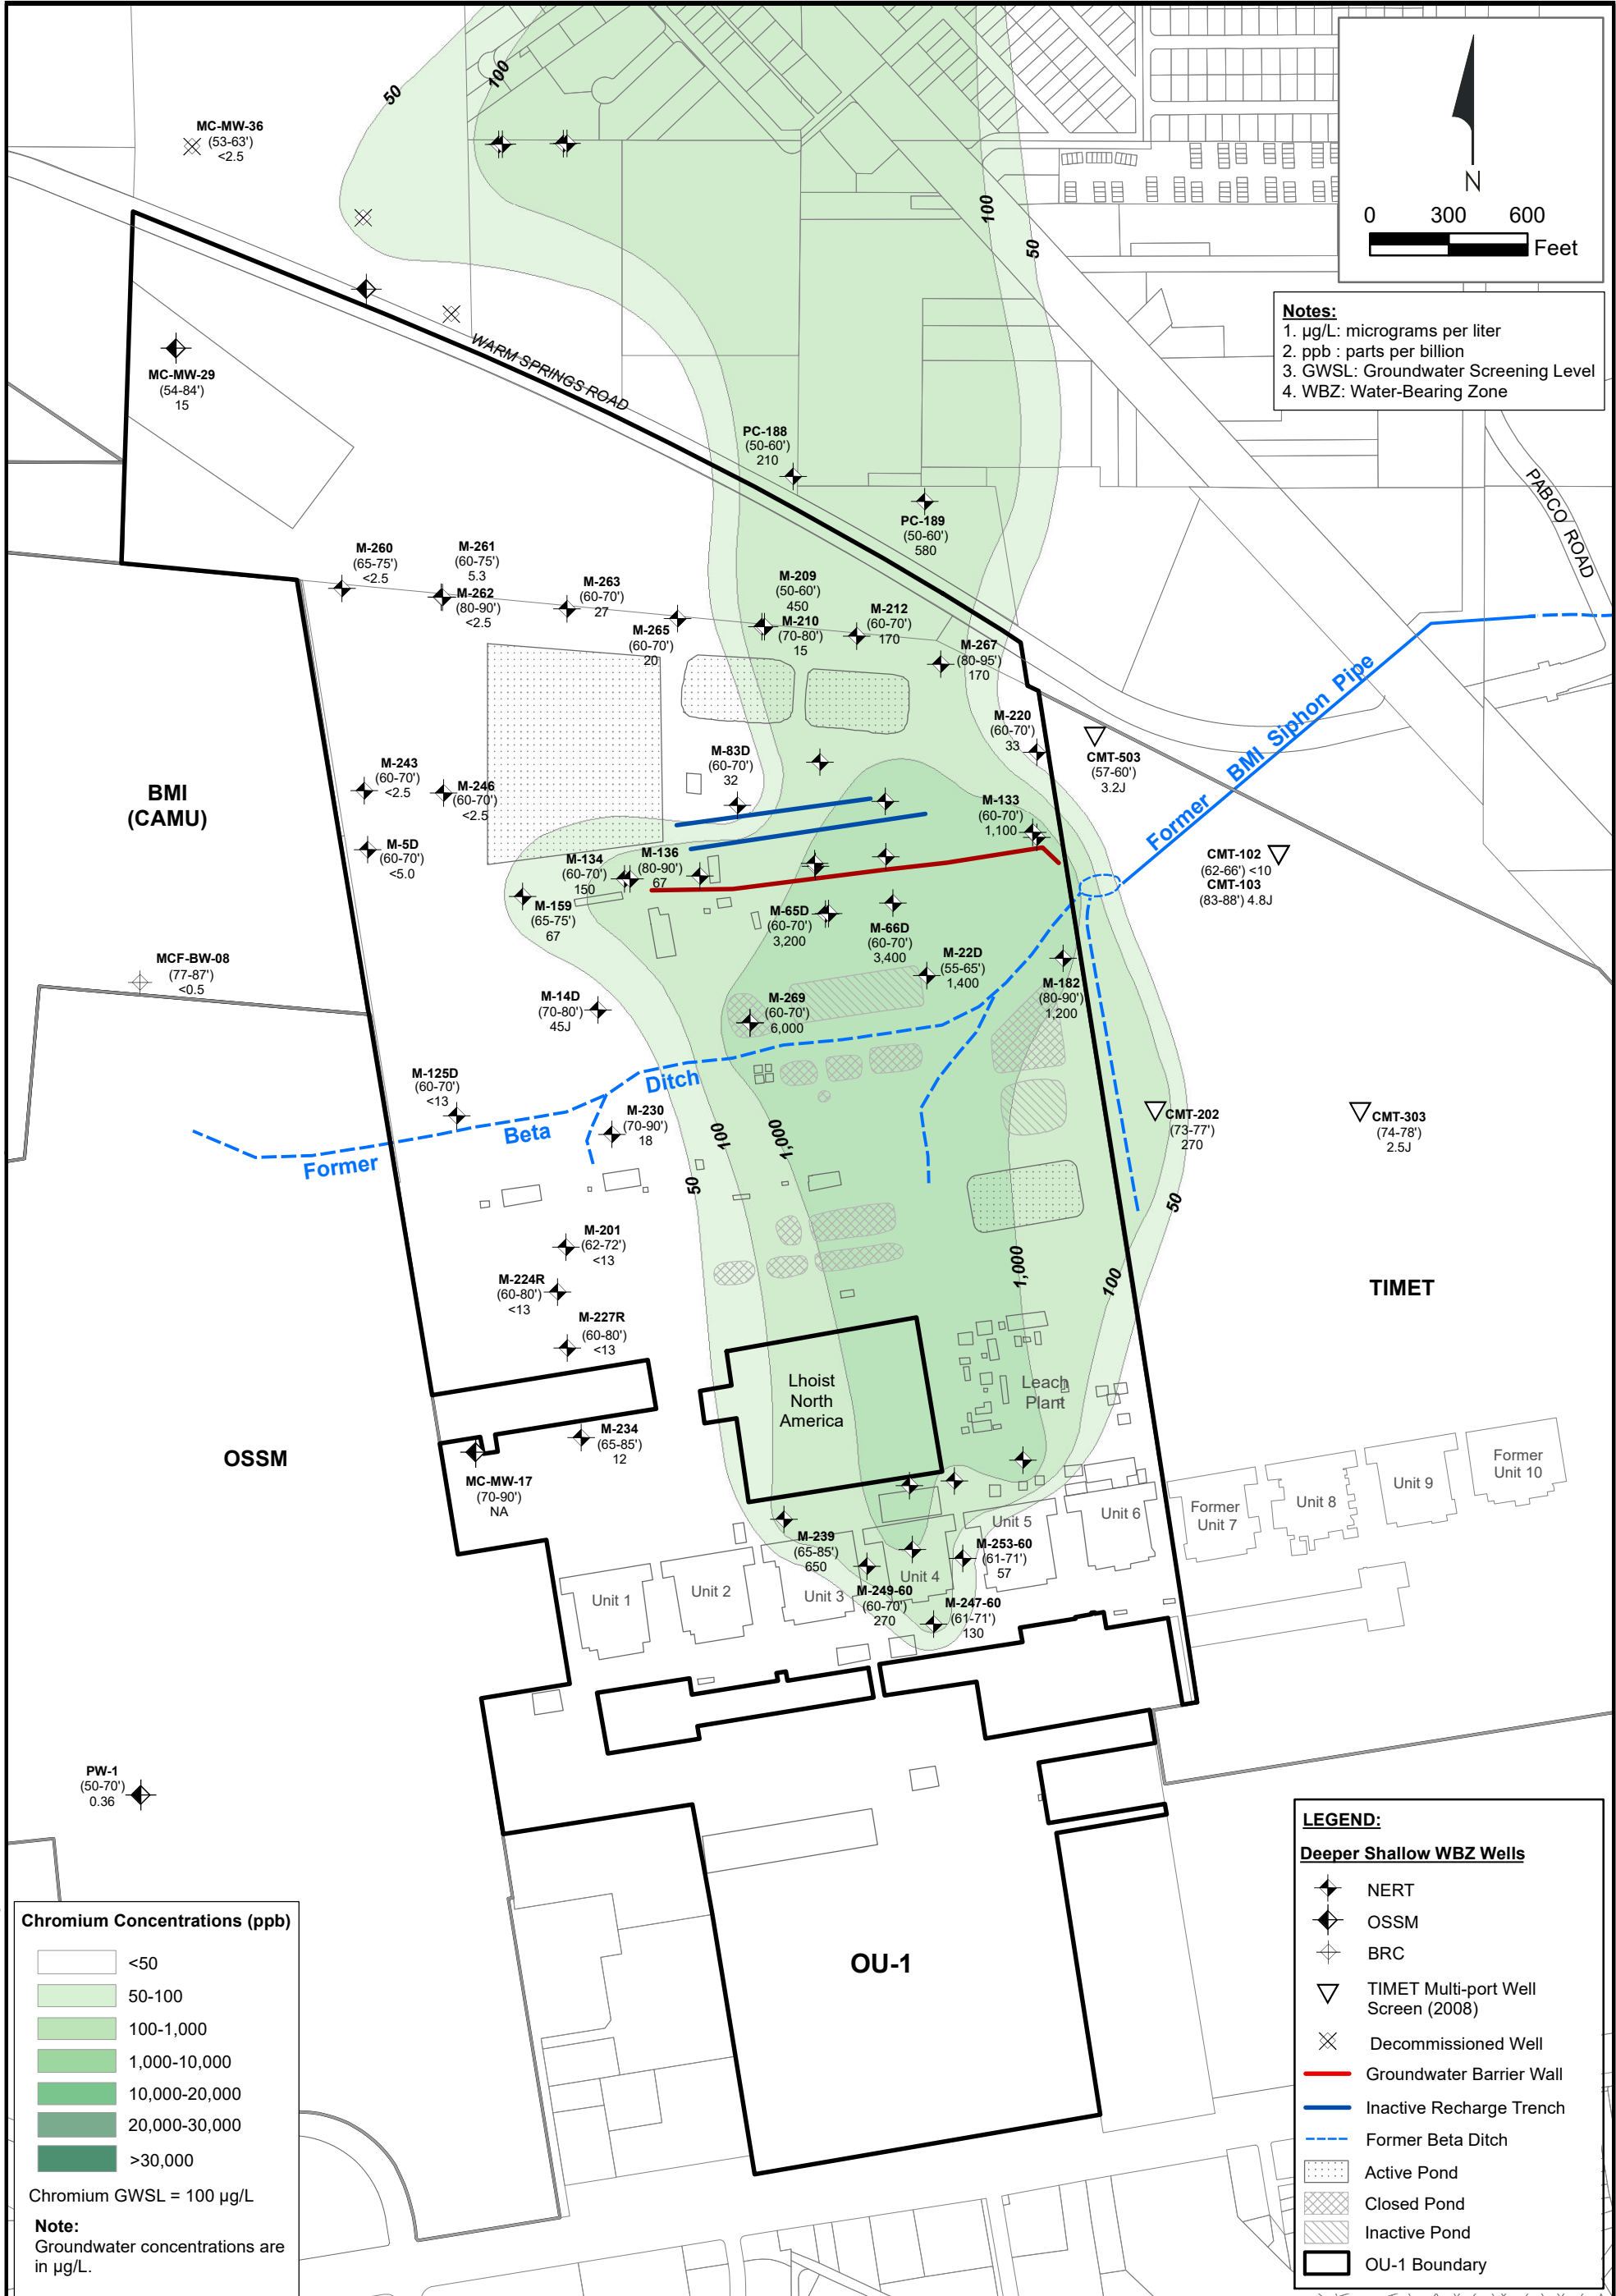 50
100
MC-MW-36
(53-63')
<2.5
N
0 300 600
Feet
100
50
Notes:
1. µg/L: micrograms per liter
2. ppb : parts per billion
3. GWSL: Groundwater Screening Level
4. WBZ: Water-Bearing Zone
WARM SPRINGS ROAD
MC-MW-29
(54-84')
15
PC-188
(50-60')
210
PC-189
(50-60')
580
PABCO ROAD
M-260
(65-75')
<2.5
M-261
(60-75')
5.3
M-262
(80-90')
<2.5
M-263
(60-70')
27
M-265
(60-70')
20
M-209
(50-60')
450
M-210
(70-80')
15
M-212
(60-70')
170
M-267
(80-95')
170
M-220
(60-70')
33
CMT-503
(57-60')
3.2J
Former BMI Siphon Pipe
BMI
(CAMU)
M-243
(60-70')
<2.5
M-246
(60-70')
<2.5
M-83D
(60-70')
32
M-133
(60-70')
1,100
M-5D
(60-70')
<5.0
M-134
(60-70')
150
M-136
(80-90')
67
CMT-102
(62-66') <10
CMT-103
(83-88') 4.8J
M-159
(65-75')
67
M-65D
(60-70')
3,200
M-66D
(60-70')
3,400
M-22D
(55-65')
1,400
M-182
(80-90')
1,200
MCF-BW-08
(77-87')
<0.5
M-14D
(70-80')
45J
M-269
(60-70')
6,000
M-125D
(60-70')
<13
Former Beta Ditch
M-230
(70-90')
18
CMT-202
(73-77')
270
CMT-303
(74-78')
2.5J
50
100
1,000
1,000
100
50
M-201
(62-72')
<13
M-224R
(60-80')
<13
M-227R
(60-80')
<13
TIMET
Lhoist
North
America
Leach
Plant
OSSM
M-234
(65-85')
12
MC-MW-17
(70-90')
NA
M-239
(65-85')
650
M-249-60
(60-70')
270
M-253-60
(61-71')
57
M-247-60
(61-71')
130
Unit 1
Unit 2
Unit 3
Unit 4
Unit 5
Unit 6
Former
Unit 7
Unit 8
Unit 9
Former
Unit 10
PW-1
(50-70')
0.36
OU-1
Chromium Concentrations (ppb)
<50
50-100
100-1,000
1,000-10,000
10,000-20,000
20,000-30,000
>30,000
Chromium GWSL = 100 µg/L
Note:
Groundwater concentrations are
in µg/L.
LEGEND:
Deeper Shallow WBZ Wells
NERT
OSSM
BRC
TIMET Multi-port Well
Screen (2008)
Decommissioned Well
Groundwater Barrier Wall
Inactive Recharge Trench
Former Beta Ditch
Active Pond
Closed Pond
Inactive Pond
OU-1 Boundary